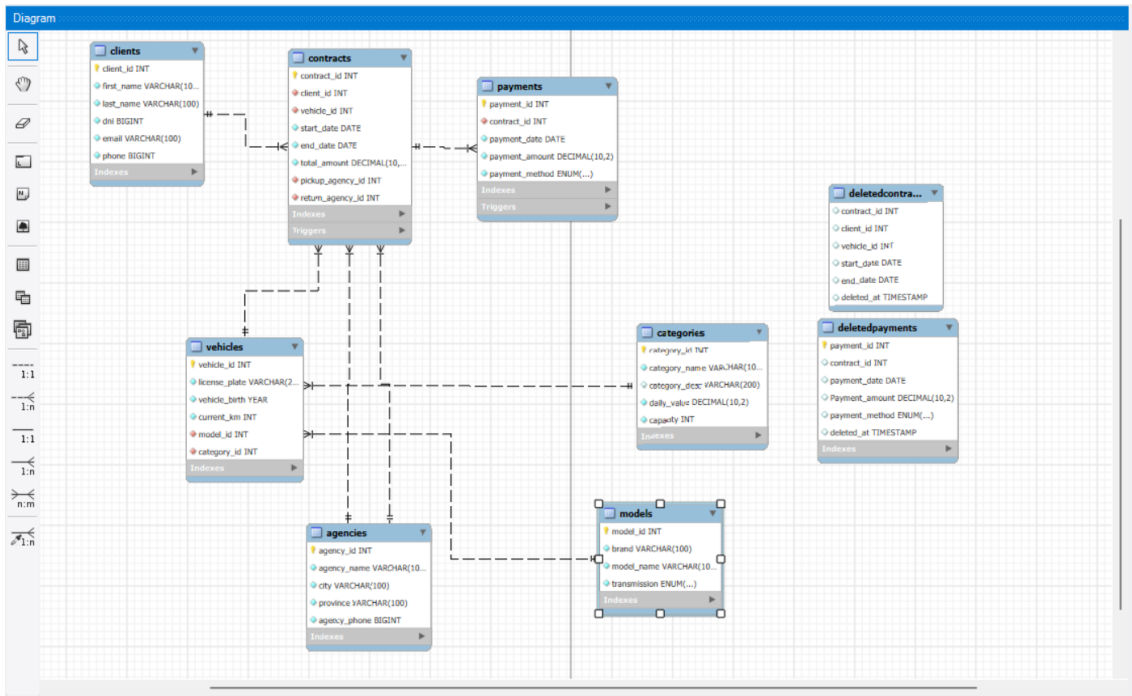 Diagram
clients
client_id INT
first_name VARCHAR(10...
last_name VARCHAR(100)
dni BIGINT
email VARCHAR(100)
phone BIGINT
Indexes
contracts
contract_id INT
client_id INT
vehicle_id INT
start_date DATE
end_date DATE
total_amount DECIMAL(10,...
pickup_agency_id INT
return_agency_id INT
Indexes
Triggers
payments
payment_id INT
contract_id INT
payment_date DATE
payment_amount DECIMAL(10,2)
payment_method ENUM(...)
Indexes
Triggers
deletedcontra...
contract_id INT
client_id INT
vehicle_id INT
start_date DATE
end_date DATE
deleted_at TIMESTAMP
deletedpayments
payment_id INT
contract_id INT
payment_date DATE
Payment_amount DECIMAL(10,2)
payment_method ENUM(...)
deleted_at TIMESTAMP
Indexes
categories
category_id INT
category_name VARCHAR(10...
category_desc VARCHAR(200)
daily_value DECIMAL(10,2)
capacity INT
Indexes
vehicles
vehicle_id INT
license_plate VARCHAR(2...
vehicle_birth YEAR
current_km INT
model_id INT
category_id INT
Indexes
agencies
agency_id INT
agency_name VARCHAR(10...
city VARCHAR(100)
province VARCHAR(100)
agency_phone BIGINT
Indexes
models
model_id INT
brand VARCHAR(100)
model_name VARCHAR(10...
transmission ENUM(...)
Indexes
1:1
1:n
1:1
1:n
n:m
1:n